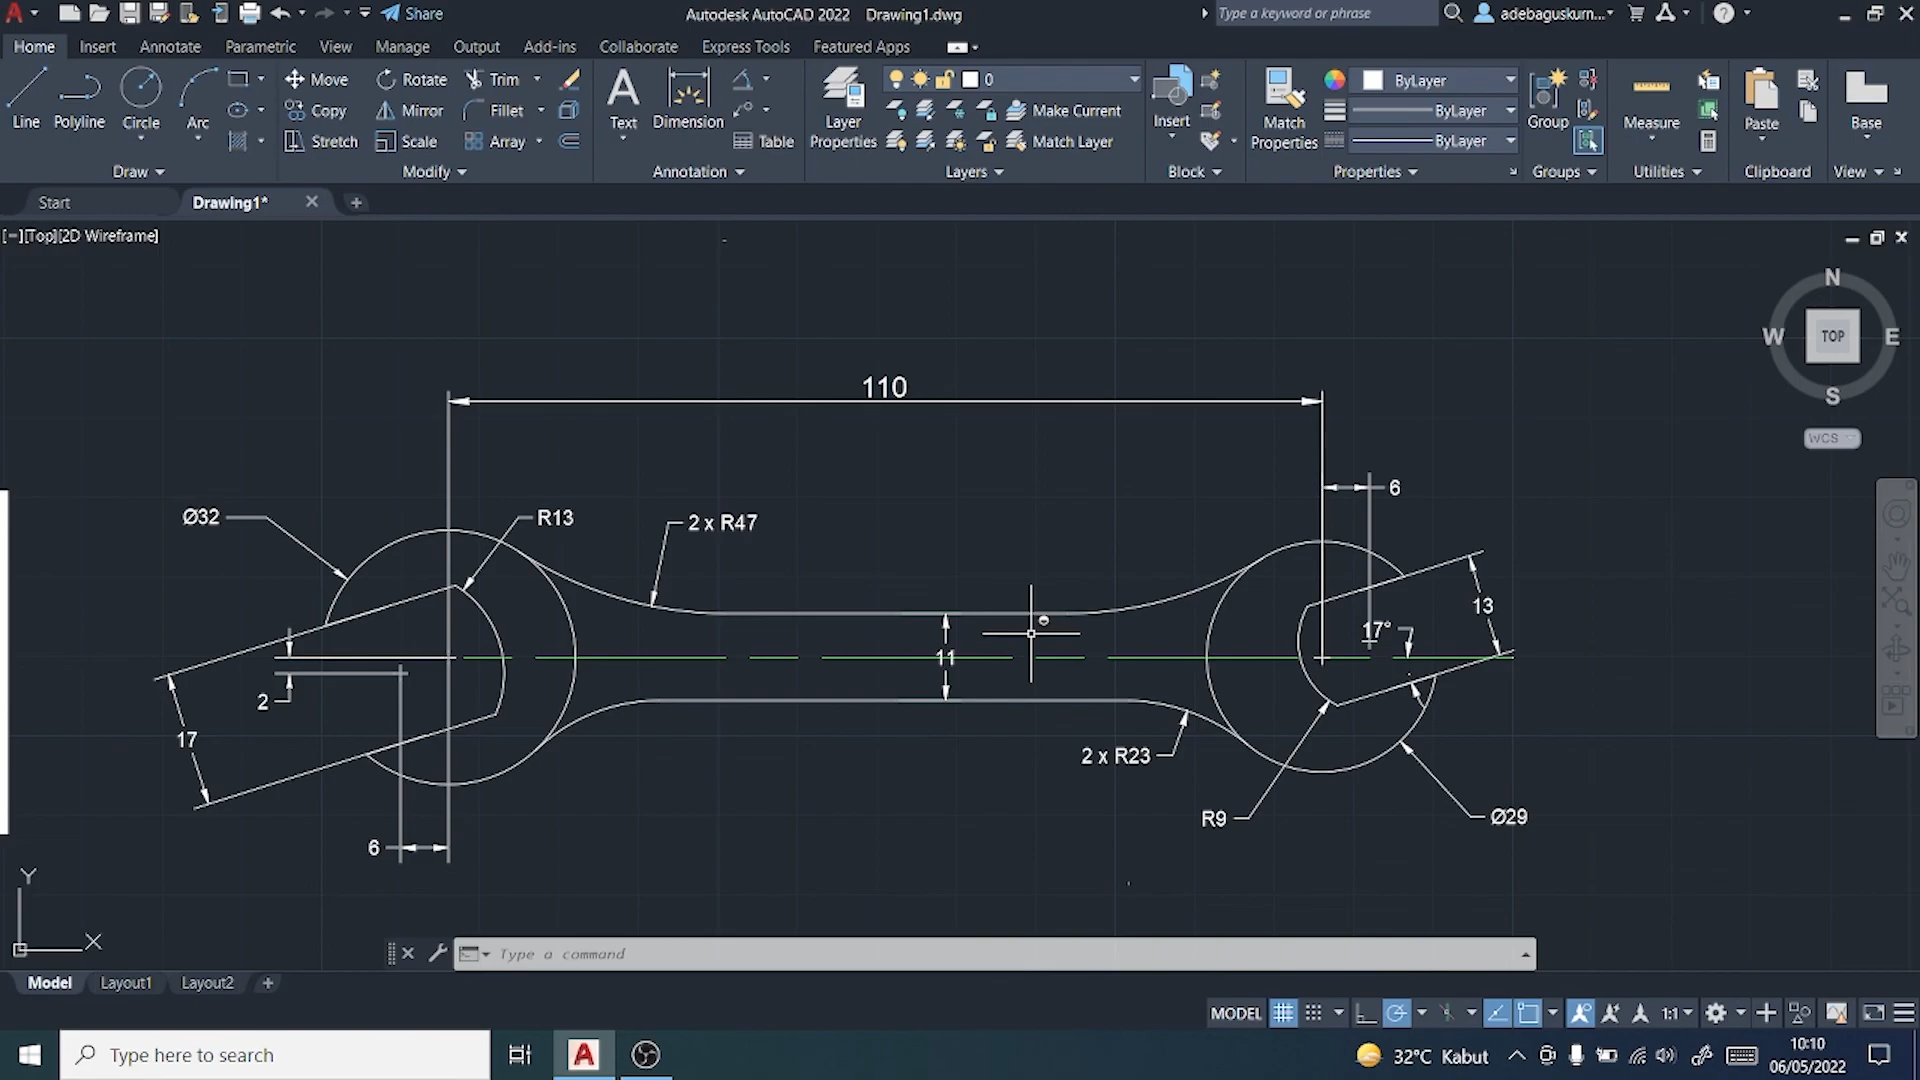 Share
Autodesk AutoCAD 2022 Drawing1.dwg
Type a keyword or phrase
adebaguskurn...
Home Insert Annotate Parametric View Manage Output Add-ins Collaborate Express Tools Featured Apps
Line Polyline Circle Arc
Move Rotate Trim
Copy Mirror Fillet
Stretch Scale Array
Text Dimension Table
Layer Properties
0
Make Current
Match Layer
Insert
Match Properties
ByLayer
ByLayer
ByLayer
Group
Measure
Paste
Base
Draw Modify Annotation Layers Block Properties Groups Utilities Clipboard View
Start Drawing1*
[−][Top][2D Wireframe]
N
W TOP E
S
WCS
110
6
Ø32 R13 2 x R47
13
17°
11
2
17
2 x R23
R9 Ø29
6
Y
X
Type a command
Model Layout1 Layout2
MODEL 1:1
Type here to search
32°C Kabut
10:10
06/05/2022